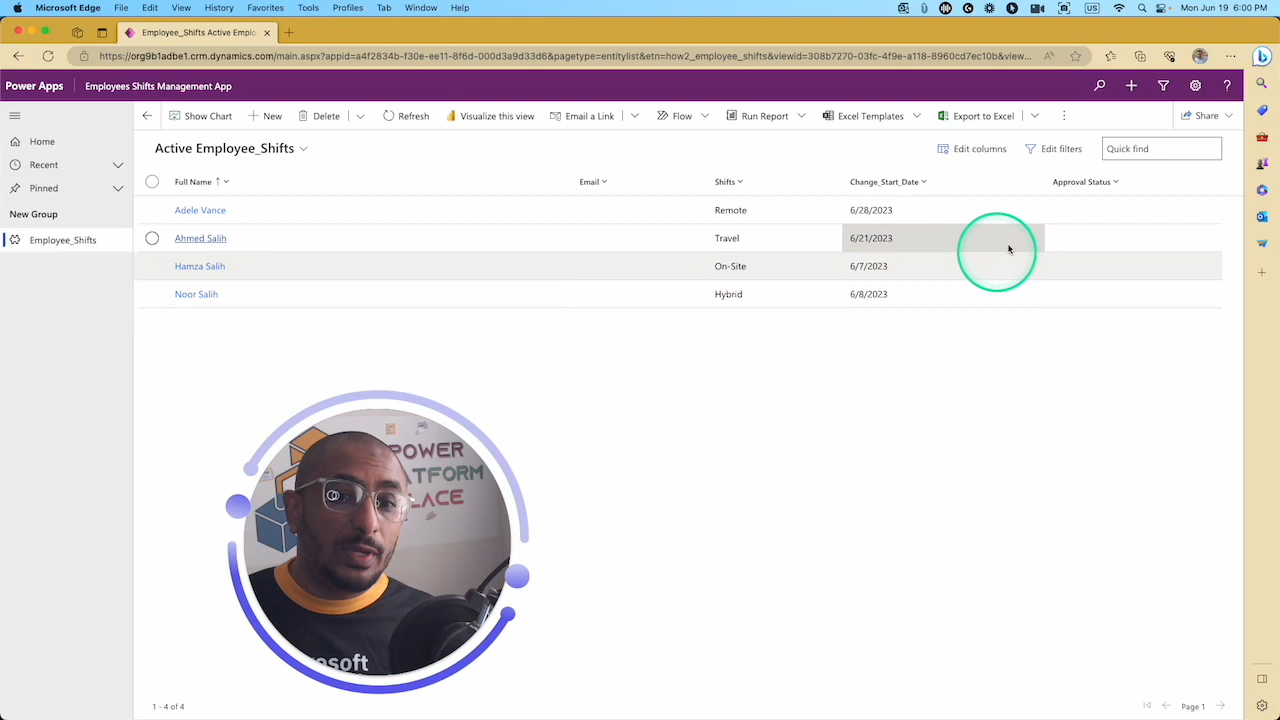 Microsoft Edge File Edit View History Favorites Tools Profiles Tab Window Help US Mon Jun 19 6:00 PM
Employee_Shifts Active Emplo
https://org9b1adbe1.crm.dynamics.com/main.aspx?appid=a4f2834b-f30e-ee11-8f6d-000d3a9d33d6&pagetype=entitylist&etn=how2_employee_shifts&viewid=308b7270-03fc-4f9e-a118-8960cd7ec10b&view...
Power Apps Employees Shifts Management App
Show Chart New Delete Refresh Visualize this view Email a Link Flow Run Report Excel Templates Export to Excel Share
Home
Recent
Pinned
New Group
Employee_Shifts
Active Employee_Shifts Edit columns Edit filters Quick find
Full Name Email Shifts Change_Start_Date Approval Status
Adele Vance Remote 6/28/2023
Ahmed Salih Travel 6/21/2023
Hamza Salih On-Site 6/7/2023
Noor Salih Hybrid 6/8/2023
POWER
PLATFORM
PLACE
rosoft
1 - 4 of 4 Page 1